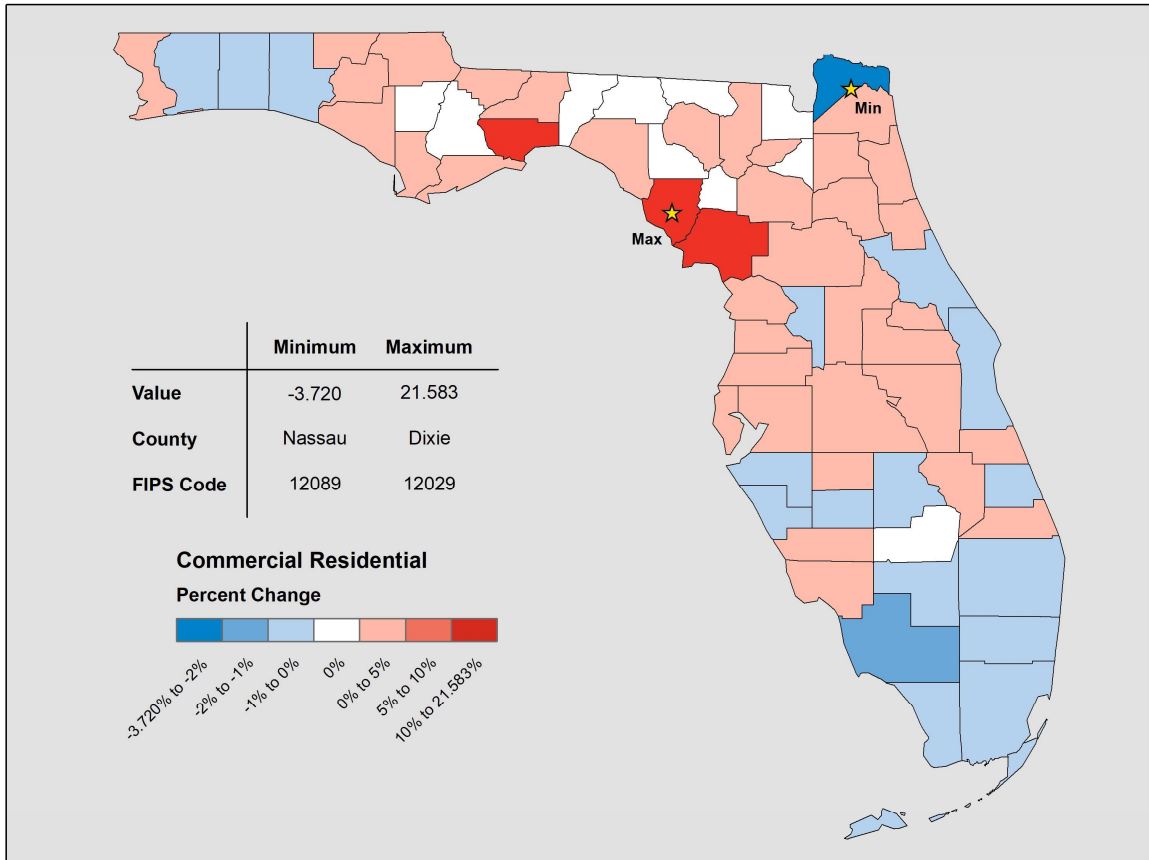 Min
Max
Minimum Maximum
Value -3.720 21.583
County Nassau Dixie
FIPS Code 12089 12029
Commercial Residential
Percent Change
-3.720% to -2% -2% to -1% -1% to 0% 0% 0% to 5% 5% to 10% 10% to 21.583%